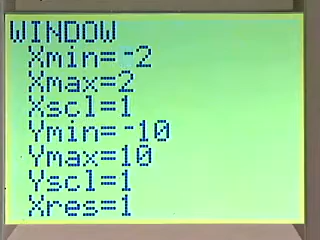 WINDOW
Xmin=-2
Xmax=2
Xscl=1
Ymin=-10
Ymax=10
Yscl=1
Xres=1